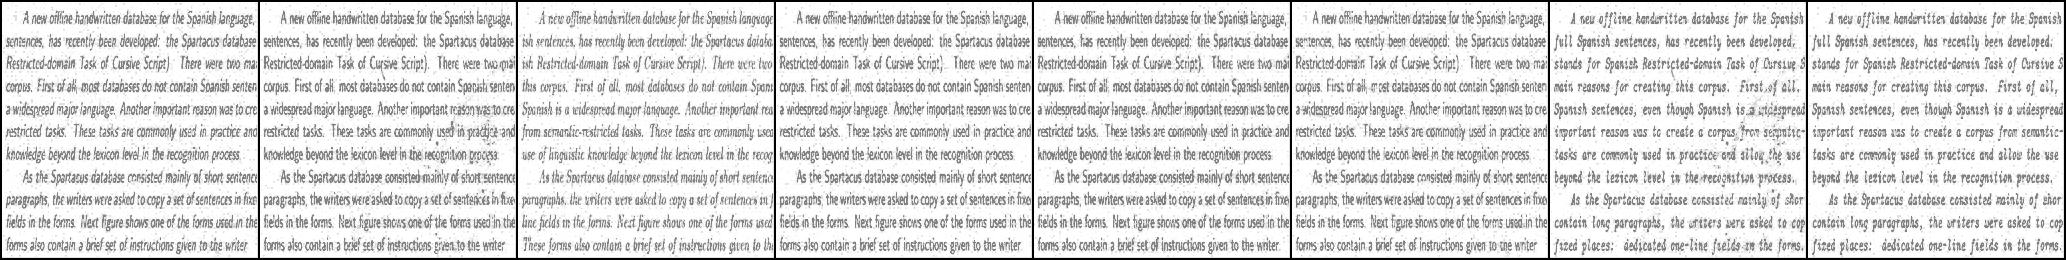 A new offline handwritten database for the Spanish language,
sentences, has recently been developed: the Spartacus database
Restricted-domain Task of Cursive Script) There were two mai
corpus. First of all, most databases do not contain Spanish senten
a widespread major language. Another important reason was to cre
restricted tasks. These tasks are commonly used in practice and
knowledge beyond the lexicon level in the recognition process.
As the Spartacus database consisted mainly of short sentence
paragraphs, the writers were asked to copy a set of sentences in fixe
fields in the forms. Next figure shows one of the forms used in the
forms also contain a brief set of instructions given to the writer
A new offline handwritten database for the Spanish language,
sentences, has recently been developed: the Spartacus database
Restricted-domain Task of Cursive Script). There were two mai
corpus. First of all, most databases do not contain Spanish senten
a widespread major language. Another important reason was to cre
restricted tasks. These tasks are commonly used in practice and
knowledge beyond the lexicon level in the recognition process.
As the Spartacus database consisted mainly of short sentence
paragraphs, the writers were asked to copy a set of sentences in fixe
fields in the forms. Next figure shows one of the forms used in the
forms also contain a brief set of instructions given to the writer.
A new offline handwritten database for the Spanish language
ish sentences, has recently been developed: the Spartacus databa
ish Restricted-domain Task of Cursive Script). There were two
this corpus. First of all, most databases do not contain Spani
Spanish is a widespread major language. Another important rea
from semantic-restricted tasks. These tasks are commonly used
use of linguistic knowledge beyond the lexicon level in the recog
As the Spartacus database consisted mainly of short sentence
paragraphs, the writers were asked to copy a set of sentences in f
line fields in the forms. Next figure shows one of the forms used
These forms also contain a brief set of instructions given to the
A new offline handwritten database for the Spanish language,
sentences, has recently been developed: the Spartacus database
Restricted-domain Task of Cursive Script). There were two mai
corpus. First of all, most databases do not contain Spanish senten
a widespread major language. Another important reason was to cre
restricted tasks. These tasks are commonly used in practice and
knowledge beyond the lexicon level in the recognition process.
As the Spartacus database consisted mainly of short sentence
paragraphs, the writers were asked to copy a set of sentences in fixe
fields in the forms. Next figure shows one of the forms used in the
forms also contain a brief set of instructions given to the writer.
A new offline handwritten database for the Spanish language,
sentences, has recently been developed: the Spartacus database
Restricted-domain Task of Cursive Script). There were two mai
corpus. First of all, most databases do not contain Spanish senten
a widespread major language. Another important reason was to cre
restricted tasks. These tasks are commonly used in practice and
knowledge beyond the lexicon level in the recognition process.
As the Spartacus database consisted mainly of short sentence
paragraphs, the writers were asked to copy a set of sentences in fixe
fields in the forms. Next figure shows one of the forms used in the
forms also contain a brief set of instructions given to the writer.
A new offline handwritten database for the Spanish language,
sentences, has recently been developed: the Spartacus database
Restricted-domain Task of Cursive Script) There were two mai
corpus. First of all, most databases do not contain Spanish senten
a widespread major language. Another important reason was to cre
restricted tasks. These tasks are commonly used in practice and
knowledge beyond the lexicon level in the recognition process.
As the Spartacus database consisted mainly of short sentence
paragraphs, the writers were asked to copy a set of sentences in fixe
fields in the forms. Next figure shows one of the forms used in the
forms also contain a brief set of instructions given to the writer
A new offline handwritten database for the Spanish
full Spanish sentences, has recently been developed:
stands for Spanish Restricted-domain Task of Cursive S
main reasons for creating this corpus. First of all,
Spanish sentences, even though Spanish is a widespread
important reason was to create a corpus from semantic-
tasks are commonly used in practice and allow the use
beyond the lexicon level in the recognition process.
As the Spartacus database consisted mainly of shor
contain long paragraphs, the writers were asked to cop
fixed places: dedicated one-line fields in the forms.
A new offline handwritten database for the Spanish
full Spanish sentences, has recently been developed:
stands for Spanish Restricted-domain Task of Cursive S
main reasons for creating this corpus. First of all,
Spanish sentences, even though Spanish is a widespread
important reason was to create a corpus from semantic-
tasks are commonly used in practice and allow the use
beyond the lexicon level in the recognition process.
As the Spartacus database consisted mainly of shor
contain long paragraphs, the writers were asked to cop
fixed places: dedicated one-line fields in the forms.